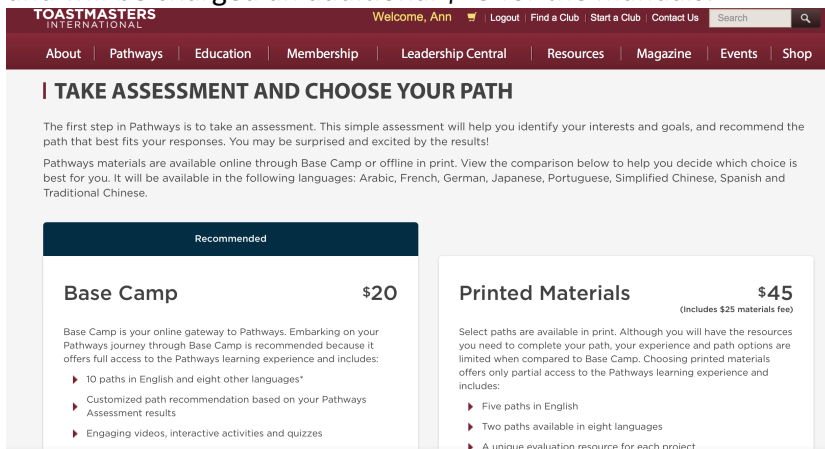 TOASTMASTERS
INTERNATIONAL
Welcome, Ann | Logout | Find a Club | Start a Club | Contact Us Search
About | Pathways | Education | Membership | Leadership Central | Resources | Magazine | Events | Shop
TAKE ASSESSMENT AND CHOOSE YOUR PATH
The first step in Pathways is to take an assessment. This simple assessment will help you identify your interests and goals, and recommend the
path that best fits your responses. You may be surprised and excited by the results!
Pathways materials are available online through Base Camp or offline in print. View the comparison below to help you decide which choice is
best for you. It will be available in the following languages: Arabic, French, German, Japanese, Portuguese, Simplified Chinese, Spanish and
Traditional Chinese.
Recommended
Base Camp $20
Base Camp is your online gateway to Pathways. Embarking on your
Pathways journey through Base Camp is recommended because it
offers full access to the Pathways learning experience and includes:
10 paths in English and eight other languages*
Customized path recommendation based on your Pathways
Assessment results
Engaging videos, interactive activities and quizzes
Printed Materials $45
(Includes $25 materials fee)
Select paths are available in print. Although you will have the resources
you need to complete your path, your experience and path options are
limited when compared to Base Camp. Choosing printed materials
offers only partial access to the Pathways learning experience and
includes:
Five paths in English
Two paths available in eight languages
A unique evaluation resource for each project